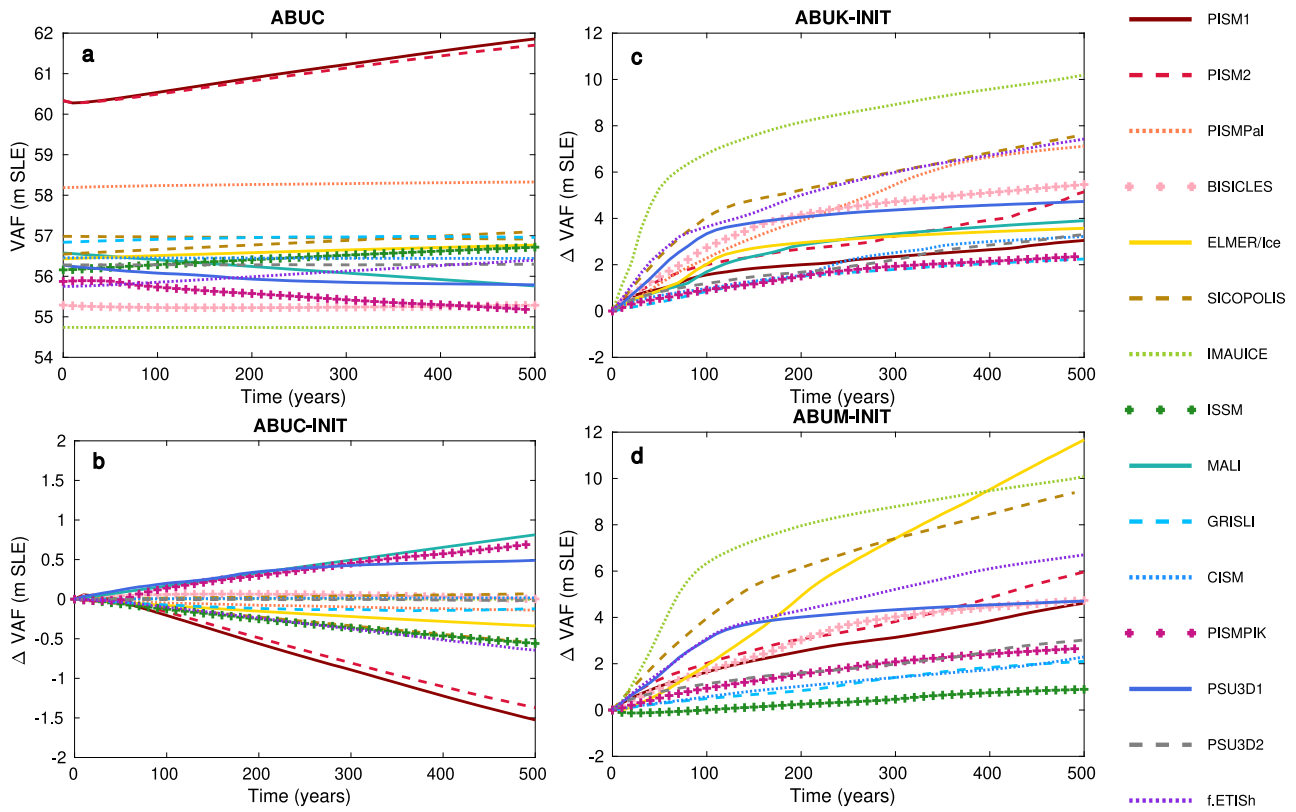 ABUC
a
VAF (m SLE)
62
61
60
59
58
57
56
55
54
0 100 200 300 400 500
Time (years)
ABUK-INIT
c
Δ VAF (m SLE)
12
10
8
6
4
2
0
-2
0 100 200 300 400 500
Time (years)
ABUC-INIT
b
Δ VAF (m SLE)
2
1.5
1
0.5
0
-0.5
-1
-1.5
-2
0 100 200 300 400 500
Time (years)
ABUM-INIT
d
Δ VAF (m SLE)
12
10
8
6
4
2
0
-2
0 100 200 300 400 500
Time (years)
PISM1
PISM2
PISMPal
BISICLES
ELMER/Ice
SICOPOLIS
IMAUICE
ISSM
MALI
GRISLI
CISM
PISMPIK
PSU3D1
PSU3D2
f.ETISh